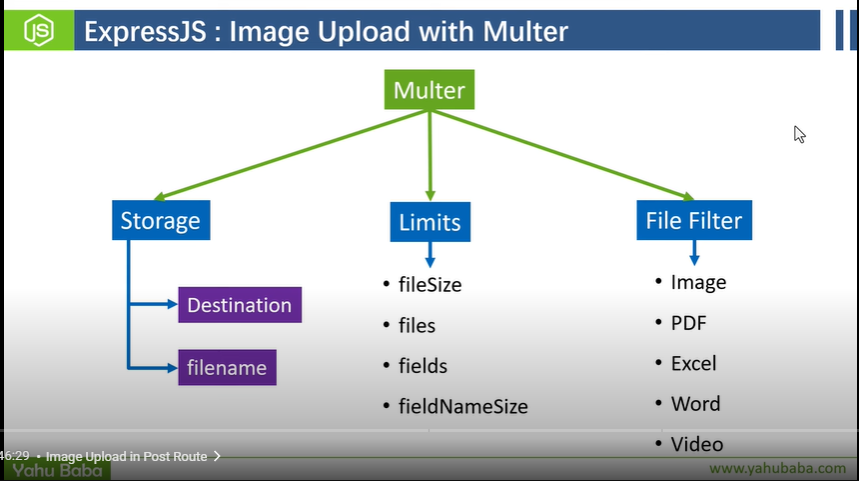 JS
ExpressJS : Image Upload with Multer
Multer
Storage
Destination
filename
Limits
• fileSize
• files
• fields
• fieldNameSize
File Filter
• Image
• PDF
• Excel
• Word
• Video
46:29 • Image Upload in Post Route >
Yahu Baba
www.yahubaba.com